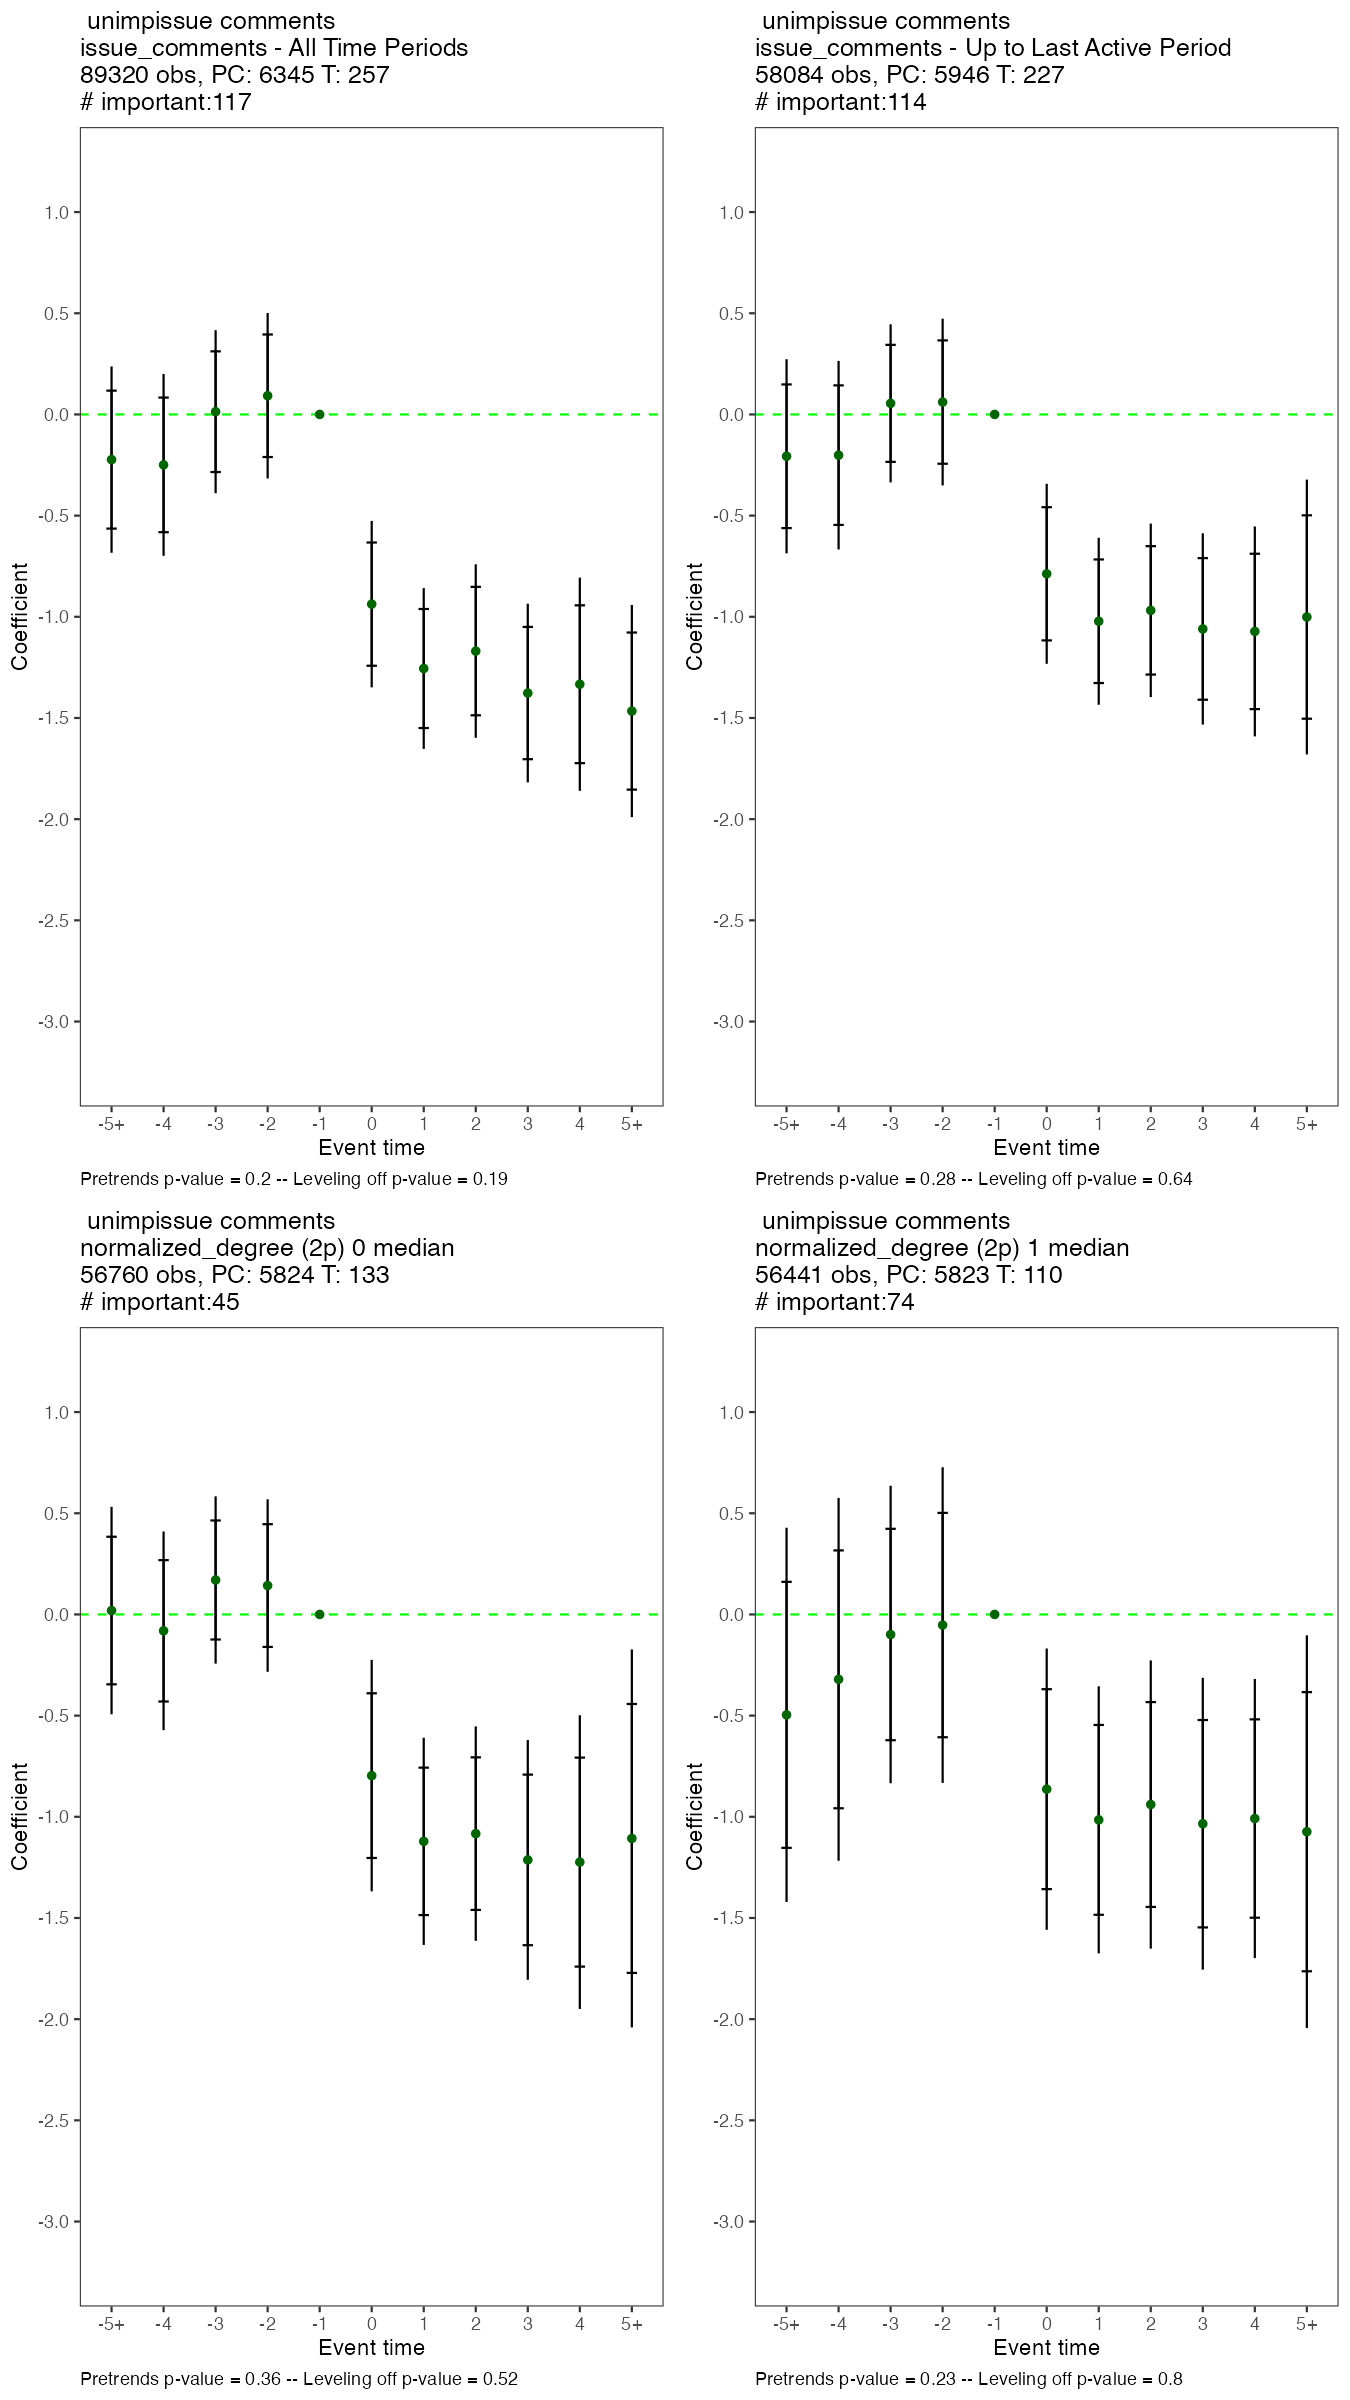 unimpissue comments
issue_comments - All Time Periods
89320 obs, PC: 6345 T: 257
# important:117
1.0
0.5
0.0
-0.5
-1.0
-1.5
-2.0
-2.5
-3.0
Coefficient
-5+ -4 -3 -2 -1 0 1 2 3 4 5+
Event time
Pretrends p-value = 0.2 -- Leveling off p-value = 0.19
unimpissue comments
issue_comments - Up to Last Active Period
58084 obs, PC: 5946 T: 227
# important:114
1.0
0.5
0.0
-0.5
-1.0
-1.5
-2.0
-2.5
-3.0
Coefficient
-5+ -4 -3 -2 -1 0 1 2 3 4 5+
Event time
Pretrends p-value = 0.28 -- Leveling off p-value = 0.64
unimpissue comments
normalized_degree (2p) 0 median
56760 obs, PC: 5824 T: 133
# important:45
1.0
0.5
0.0
-0.5
-1.0
-1.5
-2.0
-2.5
-3.0
Coefficient
-5+ -4 -3 -2 -1 0 1 2 3 4 5+
Event time
Pretrends p-value = 0.36 -- Leveling off p-value = 0.52
unimpissue comments
normalized_degree (2p) 1 median
56441 obs, PC: 5823 T: 110
# important:74
1.0
0.5
0.0
-0.5
-1.0
-1.5
-2.0
-2.5
-3.0
Coefficient
-5+ -4 -3 -2 -1 0 1 2 3 4 5+
Event time
Pretrends p-value = 0.23 -- Leveling off p-value = 0.8